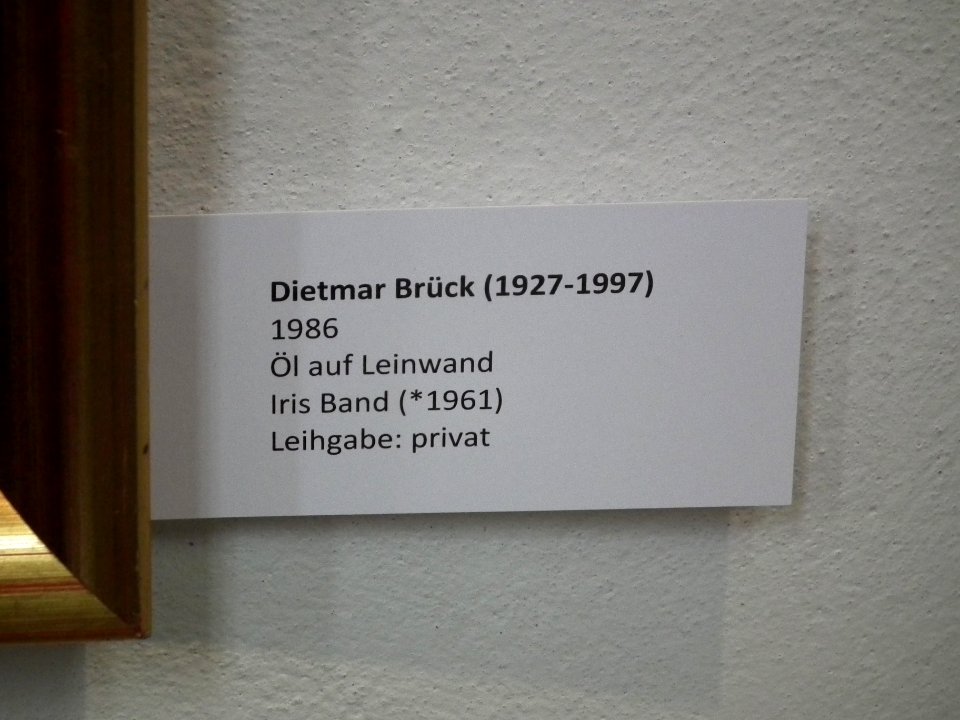 Dietmar Brück (1927-1997)
1986
Öl auf Leinwand
Iris Band (*1961)
Leihgabe: privat